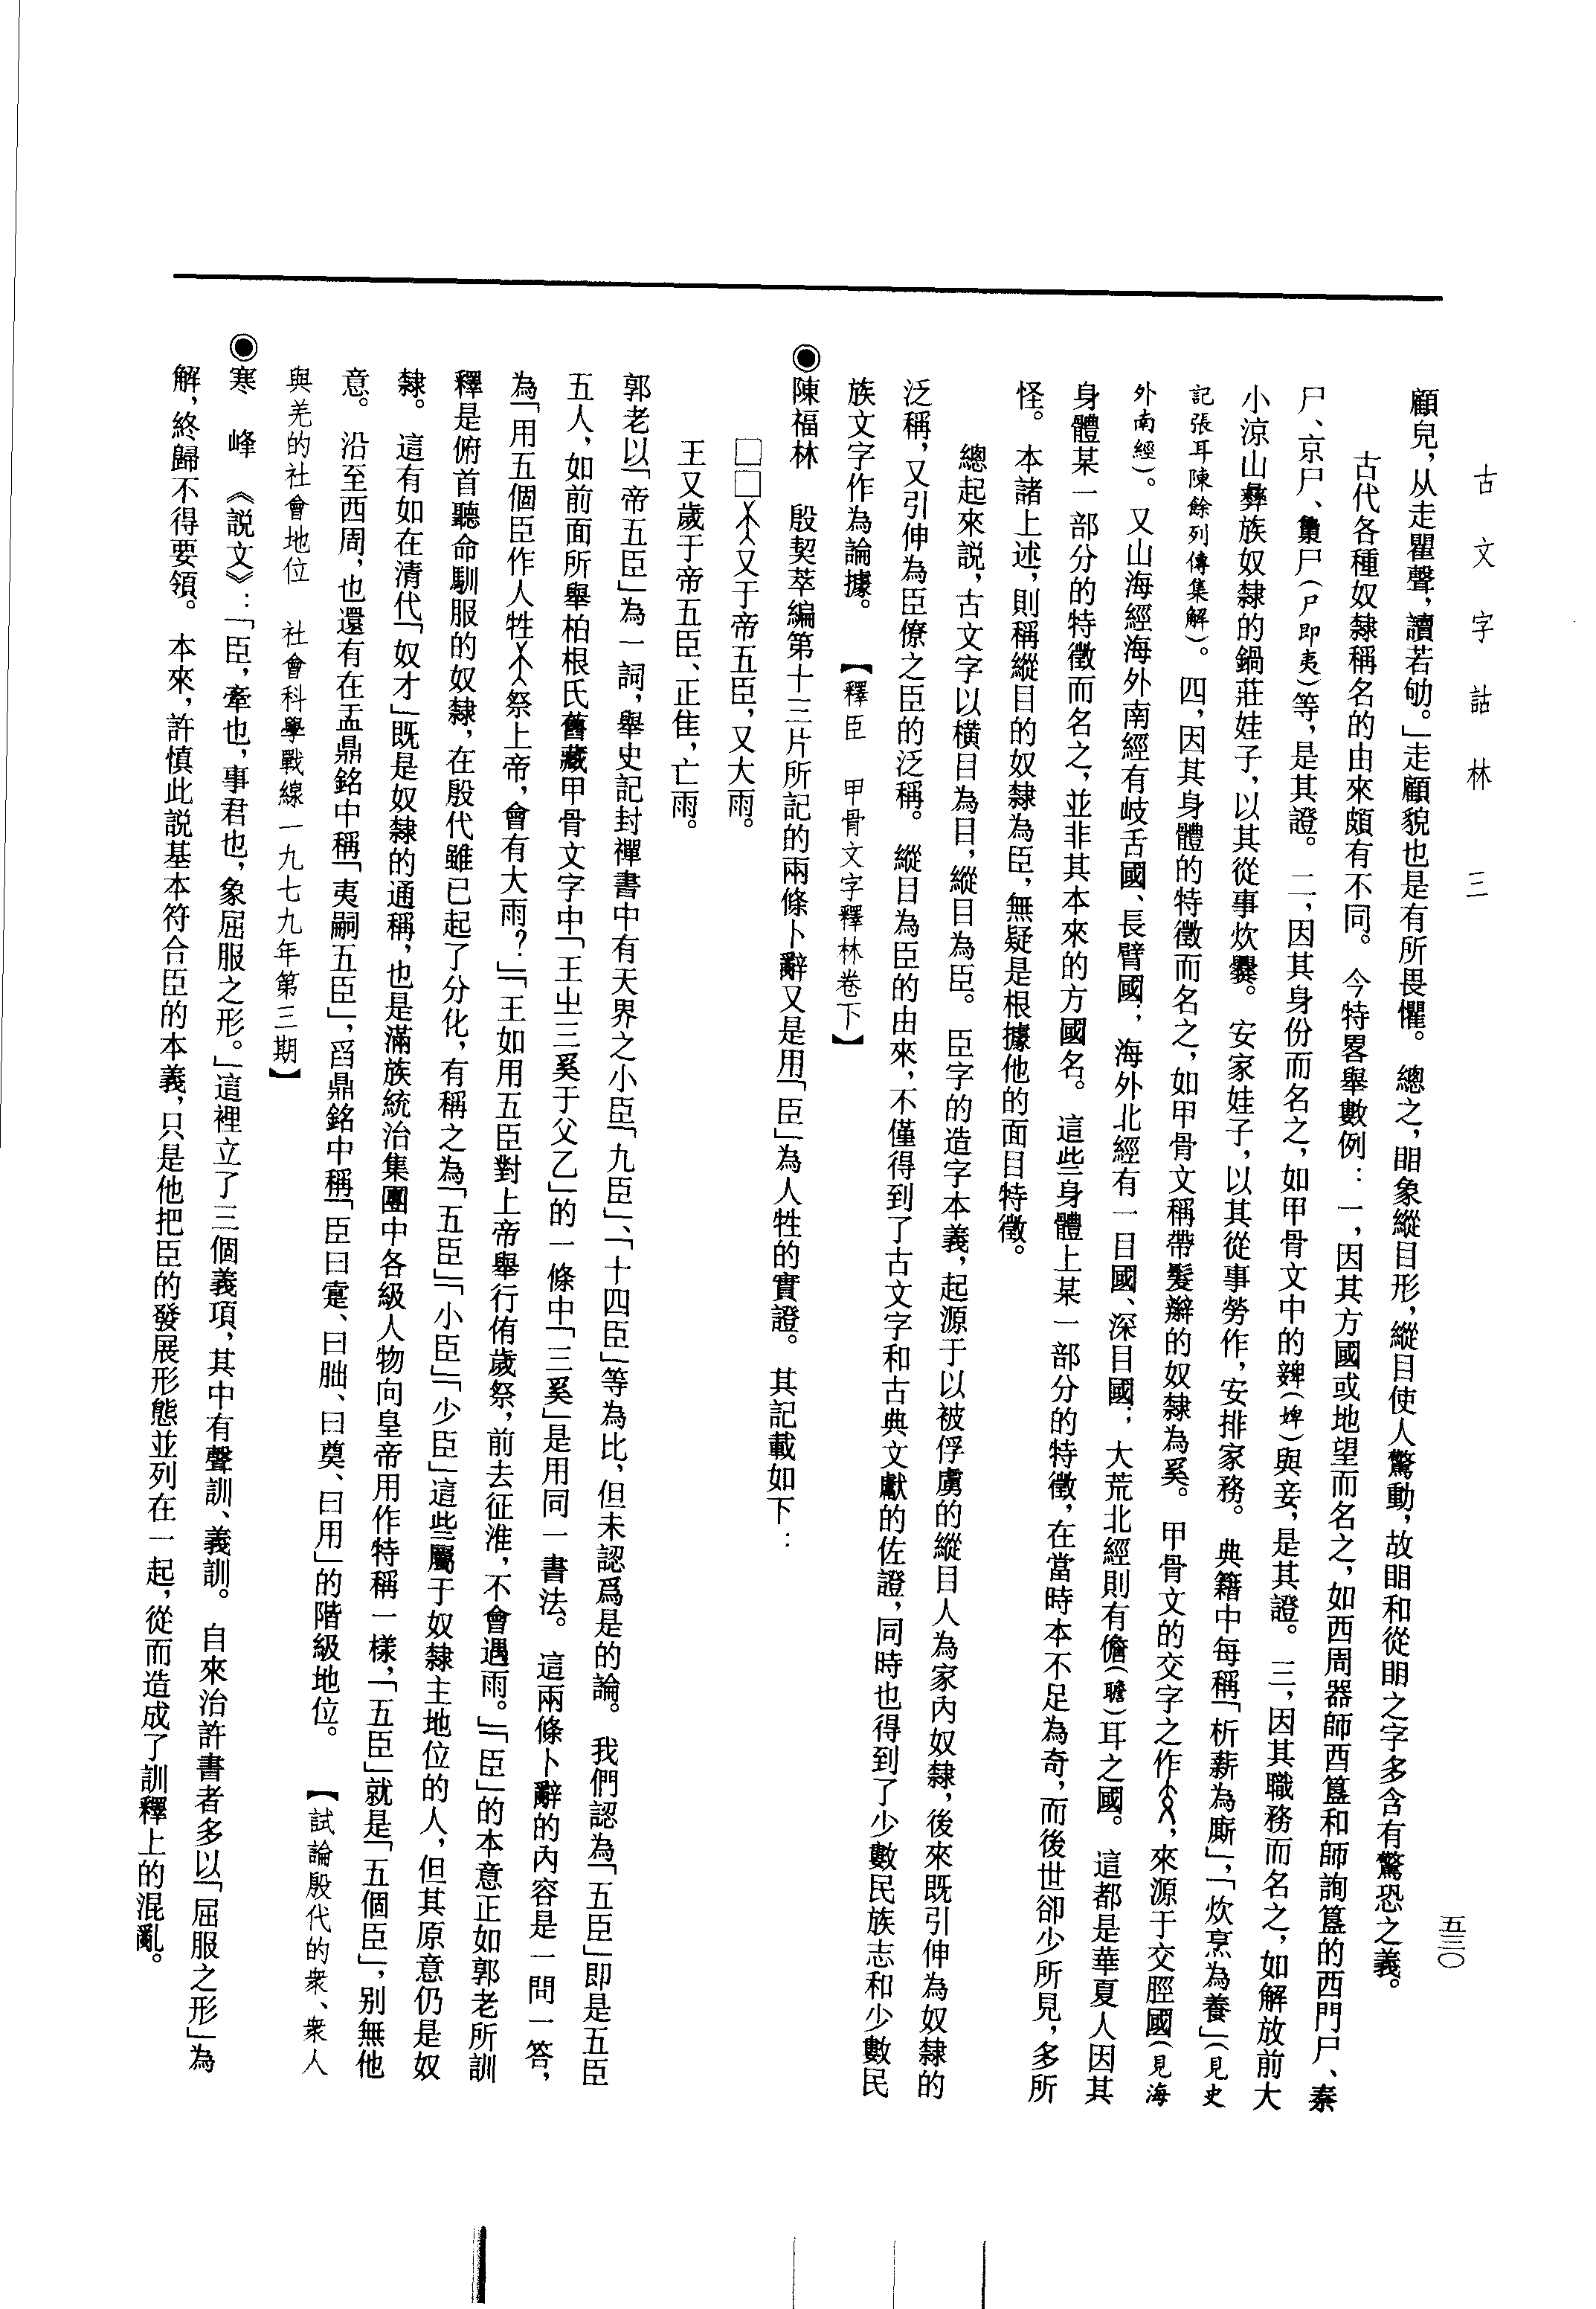 古文字詁林 三
五三〇
顧皃，从走瞿聲，讀若劬。」走顧貌也是有所畏懼。總之，䀠象縱目形，縱目使人驚動，故䀠和從䀠之字多含有驚恐之義。
古代各種奴隸稱名的由來頗有不同。今特畧舉數例：一，因其方國或地望而名之，如西周器師酉簋和師詢簋的西門尸、秦
尸、京尸、𢍰尸（尸即夷）等，是其證。二，因其身份而名之，如甲骨文中的𡜊（婢）與妾，是其證。三，因其職務而名之，如解放前大
小涼山彝族奴隸的鍋莊娃子，以其從事炊爨。安家娃子，以其從事勞作，安排家務。典籍中每稱「析薪為廝」，「炊烹為養」（見史
記張耳陳餘列傳集解）。四，因其身體的特徵而名之，如甲骨文稱帶髮辮的奴隸為奚。甲骨文的交字之作，來源于交脛國（見海
外南經）。又山海經海外南經有岐舌國、長臂國；海外北經有一目國、深目國；大荒北經則有儋（瞻）耳之國。這都是華夏人因其
身體某一部分的特徵而名之，並非其本來的方國名。這些身體上某一部分的特徵，在當時本不足為奇，而後世卻少所見，多所
怪。本諸上述，則稱縱目的奴隸為臣，無疑是根據他的面目特徵。
總起來説，古文字以橫目為目，縱目為臣。臣字的造字本義，起源于以被俘虜的縱目人為家內奴隸，後來既引伸為奴隸的
泛稱，又引伸為臣僚之臣的泛稱。縱目為臣的由來，不僅得到了古文字和古典文獻的佐證，同時也得到了少數民族志和少數民
族文字作為論據。【釋臣 甲骨文字釋林卷下】
◉陳福林 殷契萃編第十三片所記的兩條卜辭又是用「臣」為人牲的實證。其記載如下：
□□又于帝五臣，又大雨。
王又歲于帝五臣、正隹，亡雨。
郭老以「帝五臣」為一詞，舉史記封禪書中有天界之小臣「九臣」、「十四臣」等為比，但未認爲是的論。我們認為「五臣」即是五臣
五人，如前面所舉柏根氏舊藏甲骨文字中「王㞢三奚于父乙」的一條中「三奚」是用同一書法。這兩條卜辭的內容是一問一答，
為「用五個臣作人牲祭上帝，會有大雨？」「王如用五臣對上帝舉行侑歲祭，前去征淮，不會遇雨。」「臣」的本意正如郭老所訓
釋是俯首聽命馴服的奴隸，在殷代雖已起了分化，有稱之為「五臣」「小臣」「少臣」這些屬于奴隸主地位的人，但其原意仍是奴
隸。這有如在清代「奴才」既是奴隸的通稱，也是滿族統治集團中各級人物向皇帝用作特稱一樣，「五臣」就是「五個臣」，别無他
意。沿至西周，也還有在盂鼎銘中稱「夷嗣五臣」，舀鼎銘中稱「臣曰疐、曰朏、曰奠、曰用」的階級地位。【試論殷代的衆、衆人
與羌的社會地位 社會科學戰線一九七九年第三期】
◉寒 峰 《説文》：「臣，牽也，事君也，象屈服之形。」這裡立了三個義項，其中有聲訓、義訓。自來治許書者多以「屈服之形」為
解，終歸不得要領。本來，許慎此説基本符合臣的本義，只是他把臣的發展形態並列在一起，從而造成了訓釋上的混亂。